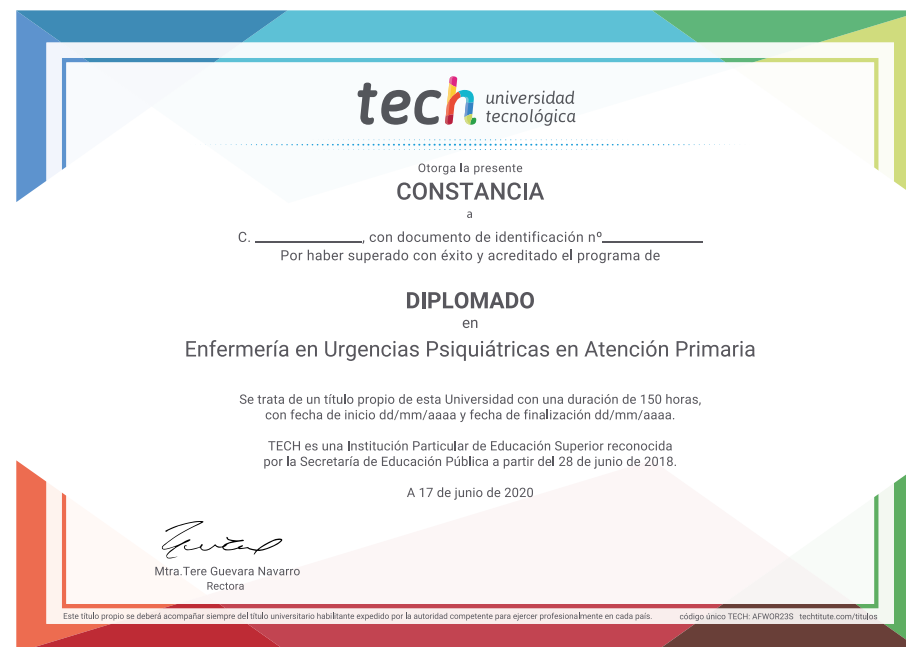 tech universidad
tecnológica
Otorga la presente
CONSTANCIA
a
C. ____________, con documento de identificación nº____________
Por haber superado con éxito y acreditado el programa de
DIPLOMADO
en
Enfermería en Urgencias Psiquiátricas en Atención Primaria
Se trata de un título propio de esta Universidad con una duración de 150 horas,
con fecha de inicio dd/mm/aaaa y fecha de finalización dd/mm/aaaa.
TECH es una Institución Particular de Educación Superior reconocida
por la Secretaría de Educación Pública a partir del 28 de junio de 2018.
A 17 de junio de 2020
Mtra.Tere Guevara Navarro
Rectora
Este título propio se deberá acompañar siempre del título universitario habilitante expedido por la autoridad competente para ejercer profesionalmente en cada país. código único TECH: AFWOR23S techtitute.com/titulos